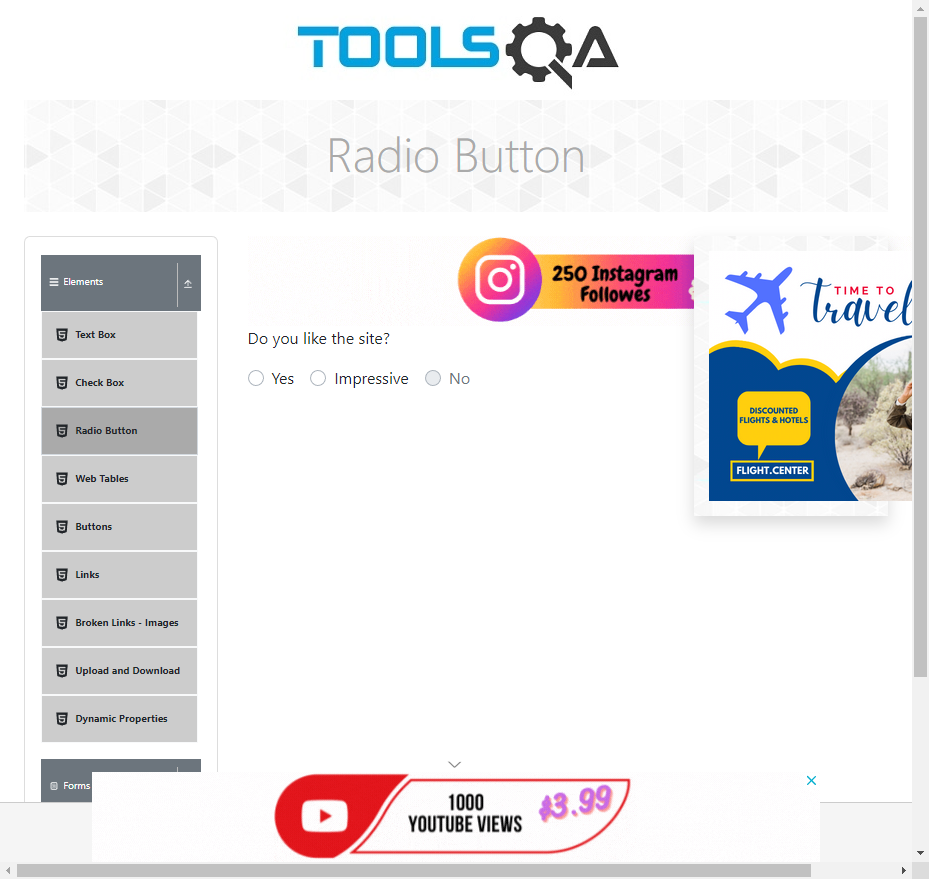 TOOLSQA
Radio Button
Elements
Text Box
Check Box
Radio Button
Web Tables
Buttons
Links
Broken Links - Images
Upload and Download
Dynamic Properties
Forms
250 Instagram
Followes
Do you like the site?
Yes
Impressive
No
TIME TO
travel
DISCOUNTED
FLIGHTS & HOTELS
FLIGHT.CENTER
1000
YOUTUBE VIEWS
$3.99